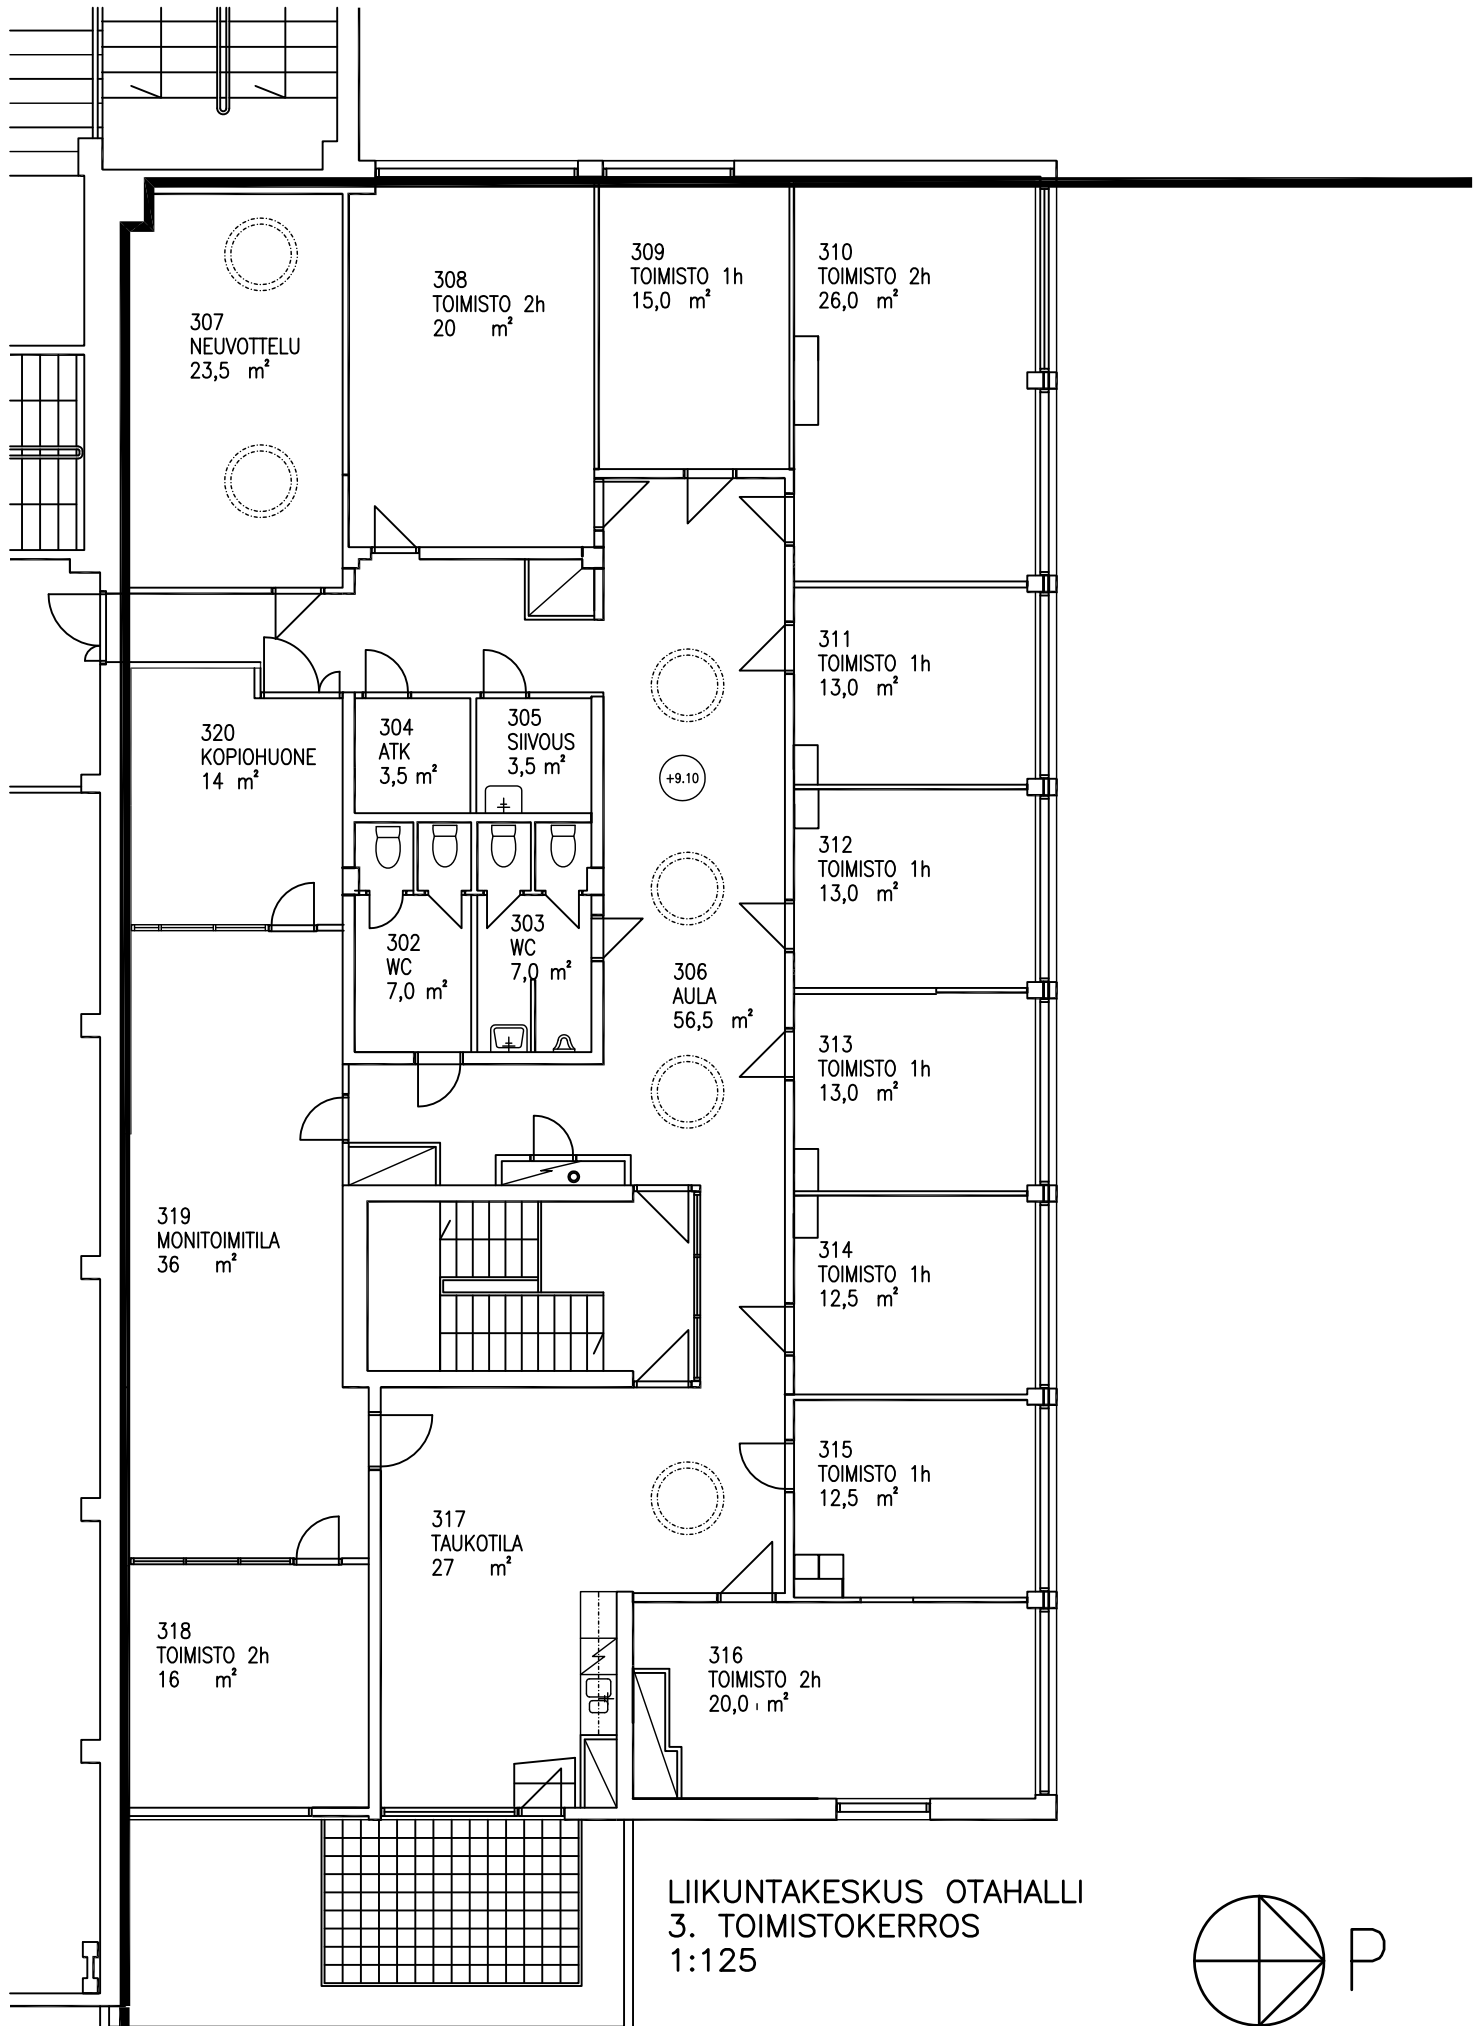 309
TOIMISTO 1h
15,0 m²
310
TOIMISTO 2h
26,0 m²
308
TOIMISTO 2h
20 m²
307
NEUVOTTELU
23,5 m²
311
TOIMISTO 1h
13,0 m²
320
KOPIOHUONE
14 m²
304
ATK
3,5 m²
305
SIIVOUS
3,5 m²
+9.10
312
TOIMISTO 1h
13,0 m²
302
WC
7,0 m²
303
WC
7,0 m²
306
AULA
56,5 m²
313
TOIMISTO 1h
13,0 m²
319
MONITOIMITILA
36 m²
314
TOIMISTO 1h
12,5 m²
315
TOIMISTO 1h
12,5 m²
317
TAUKOTILA
27 m²
318
TOIMISTO 2h
16 m²
316
TOIMISTO 2h
20,0 m²
LIIKUNTAKESKUS OTAHALLI
3. TOIMISTOKERROS
1:125
P